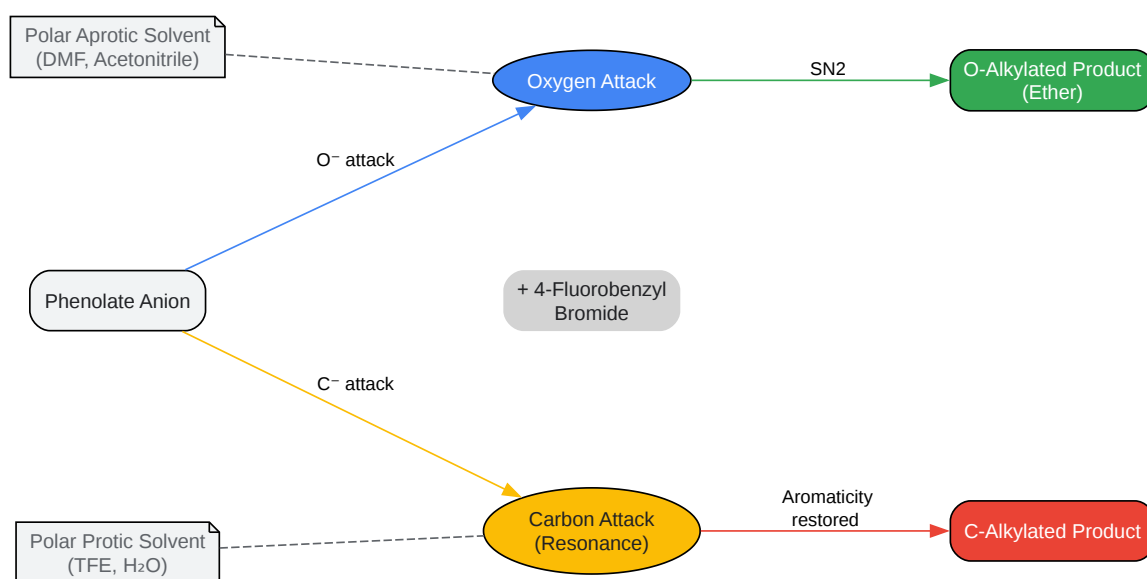 Polar Aprotic Solvent
(DMF, Acetonitrile)
Oxygen Attack
SN2
O-Alkylated Product
(Ether)
O⁻ attack
Phenolate Anion
+ 4-Fluorobenzyl
Bromide
C⁻ attack
Polar Protic Solvent
(TFE, H₂O)
Carbon Attack
(Resonance)
Aromaticity
restored
C-Alkylated Product